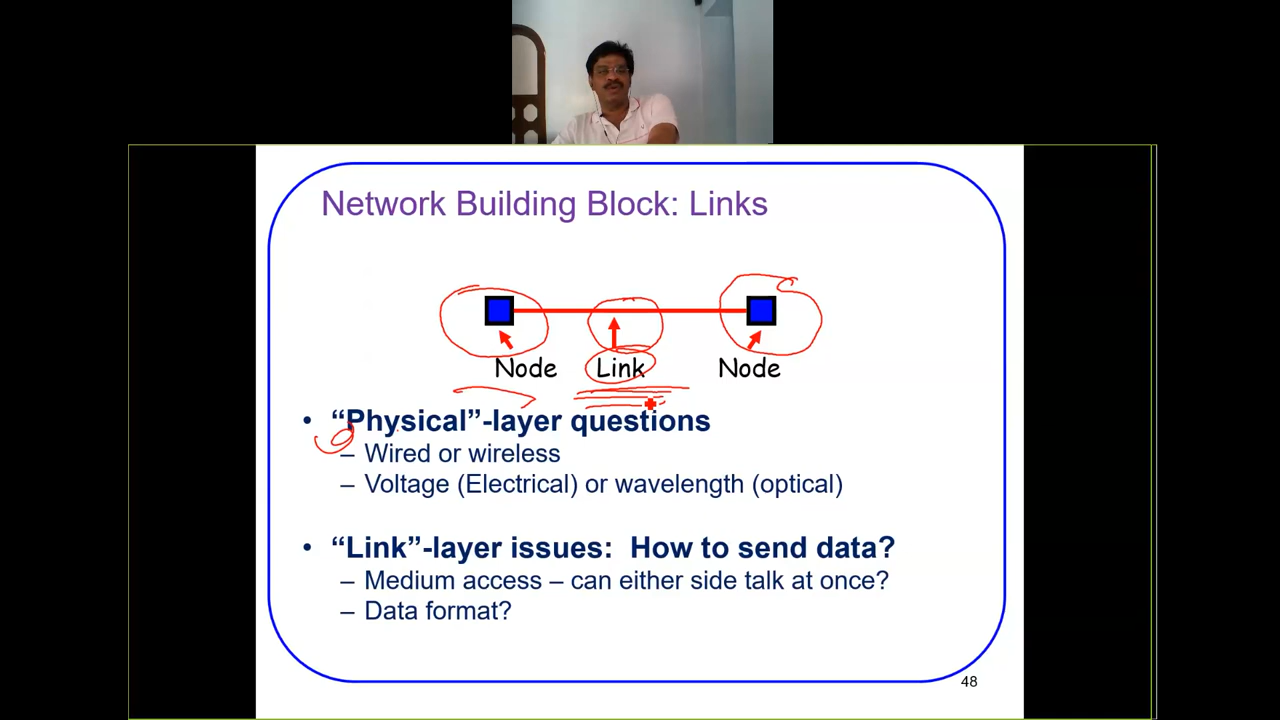 Network Building Block: Links
Node Link Node
• “Physical”-layer questions
– Wired or wireless
– Voltage (Electrical) or wavelength (optical)
• “Link”-layer issues: How to send data?
– Medium access – can either side talk at once?
– Data format?
48